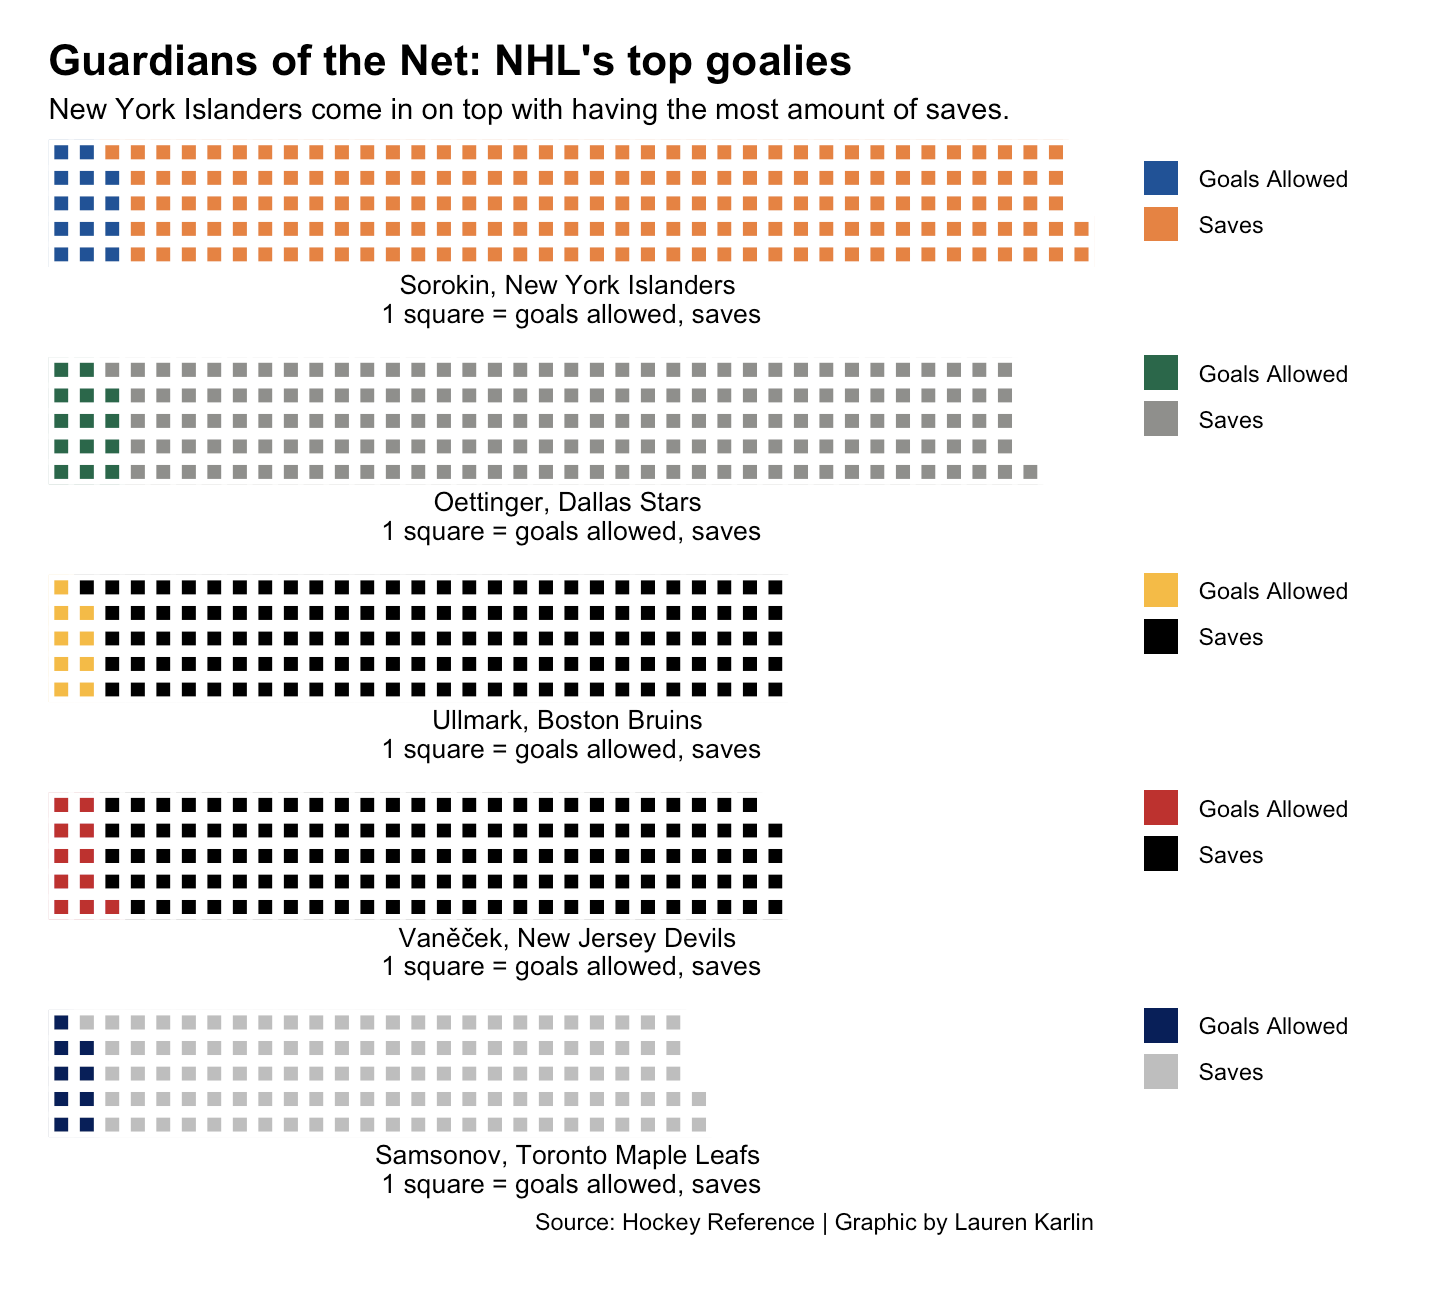 Guardians of the Net: NHL's top goalies
New York Islanders come in on top with having the most amount of saves.
Goals Allowed
Saves
Sorokin, New York Islanders
1 square = goals allowed, saves
Goals Allowed
Saves
Oettinger, Dallas Stars
1 square = goals allowed, saves
Goals Allowed
Saves
Ullmark, Boston Bruins
1 square = goals allowed, saves
Goals Allowed
Saves
Vaněček, New Jersey Devils
1 square = goals allowed, saves
Goals Allowed
Saves
Samsonov, Toronto Maple Leafs
1 square = goals allowed, saves
Source: Hockey Reference | Graphic by Lauren Karlin